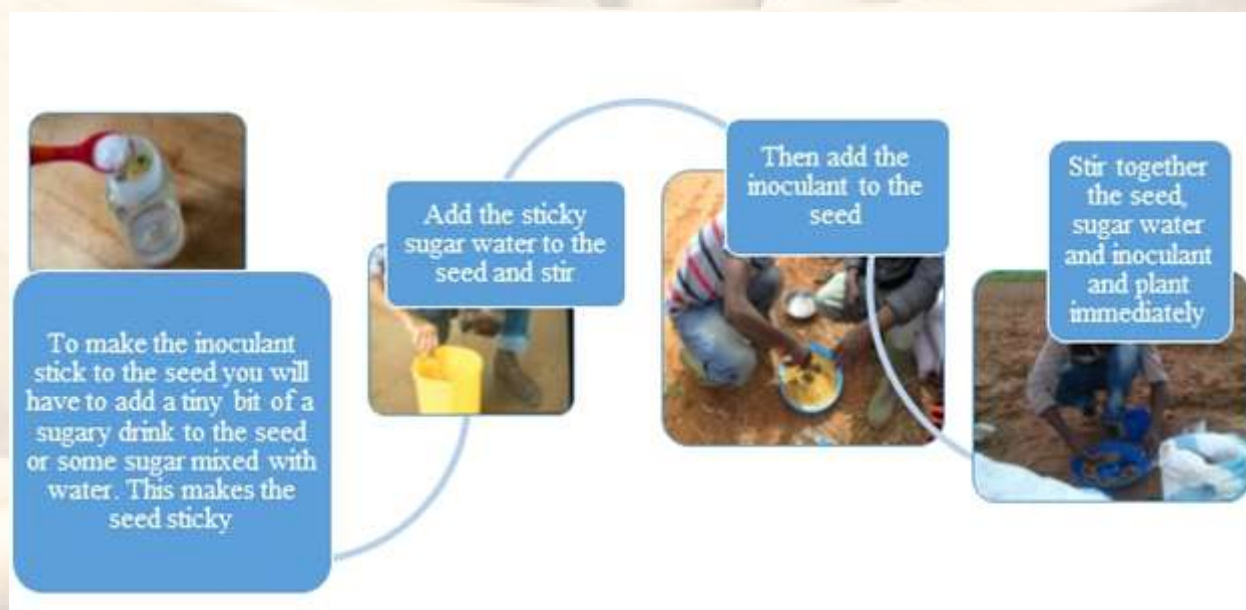 To make the inoculant
stick to the seed you will
have to add a tiny bit of a
sugary drink to the seed
or some sugar mixed with
water. This makes the
seed sticky
Add the sticky
sugar water to the
seed and stir
Then add the
inoculant to the
seed
Stir together
the seed,
sugar water
and inoculant
and plant
immediately